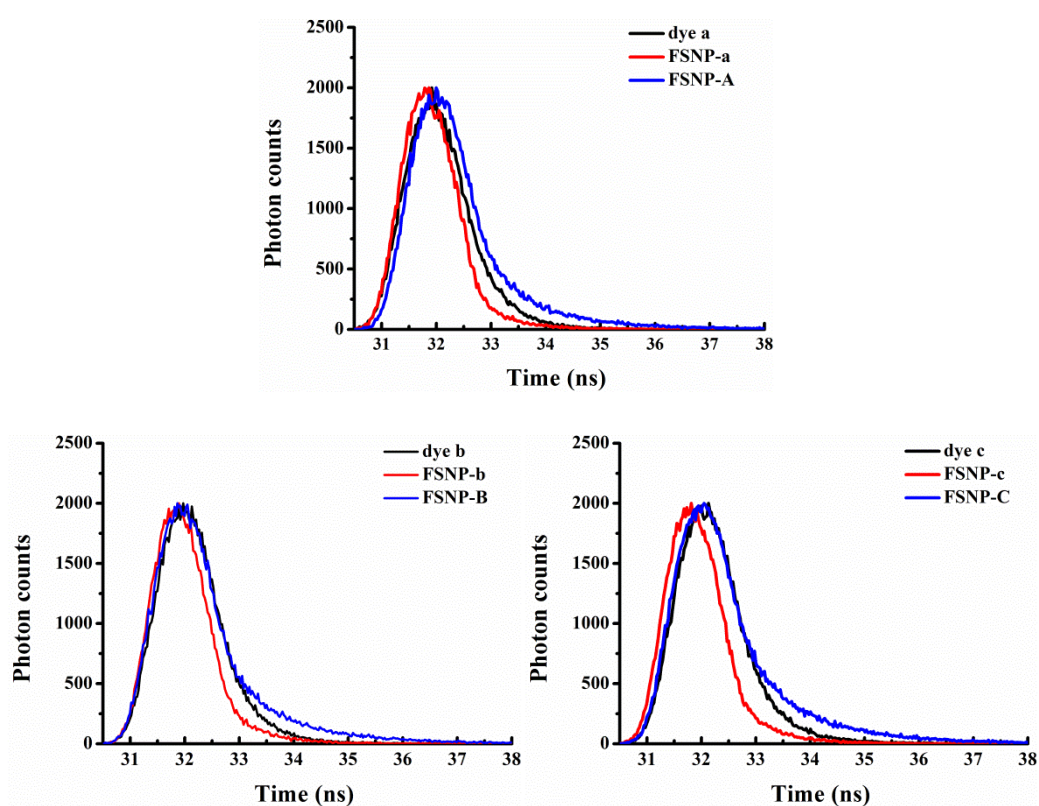 2500
2000
1500
1000
500
0
Photon counts
dye a
FSNP-a
FSNP-A
31 32 33 34 35 36 37 38
Time (ns)
2500
2000
1500
1000
500
0
Photon counts
dye b
FSNP-b
FSNP-B
31 32 33 34 35 36 37 38
Time (ns)
2500
2000
1500
1000
500
0
Photon counts
dye c
FSNP-c
FSNP-C
31 32 33 34 35 36 37 38
Time (ns)